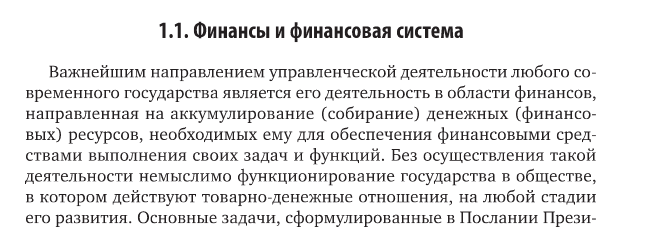 1.1. Финансы и финансовая система
Важнейшим направлением управленческой деятельности любого со-
временного государства является его деятельность в области финансов,
направленная на аккумулирование (собирание) денежных (финансо-
вых) ресурсов, необходимых ему для обеспечения финансовыми сред-
ствами выполнения своих задач и функций. Без осуществления такой
деятельности немыслимо функционирование государства в обществе,
в котором действуют товарно-денежные отношения, на любой стадии
его развития. Основные задачи, сформулированные в Послании Прези-